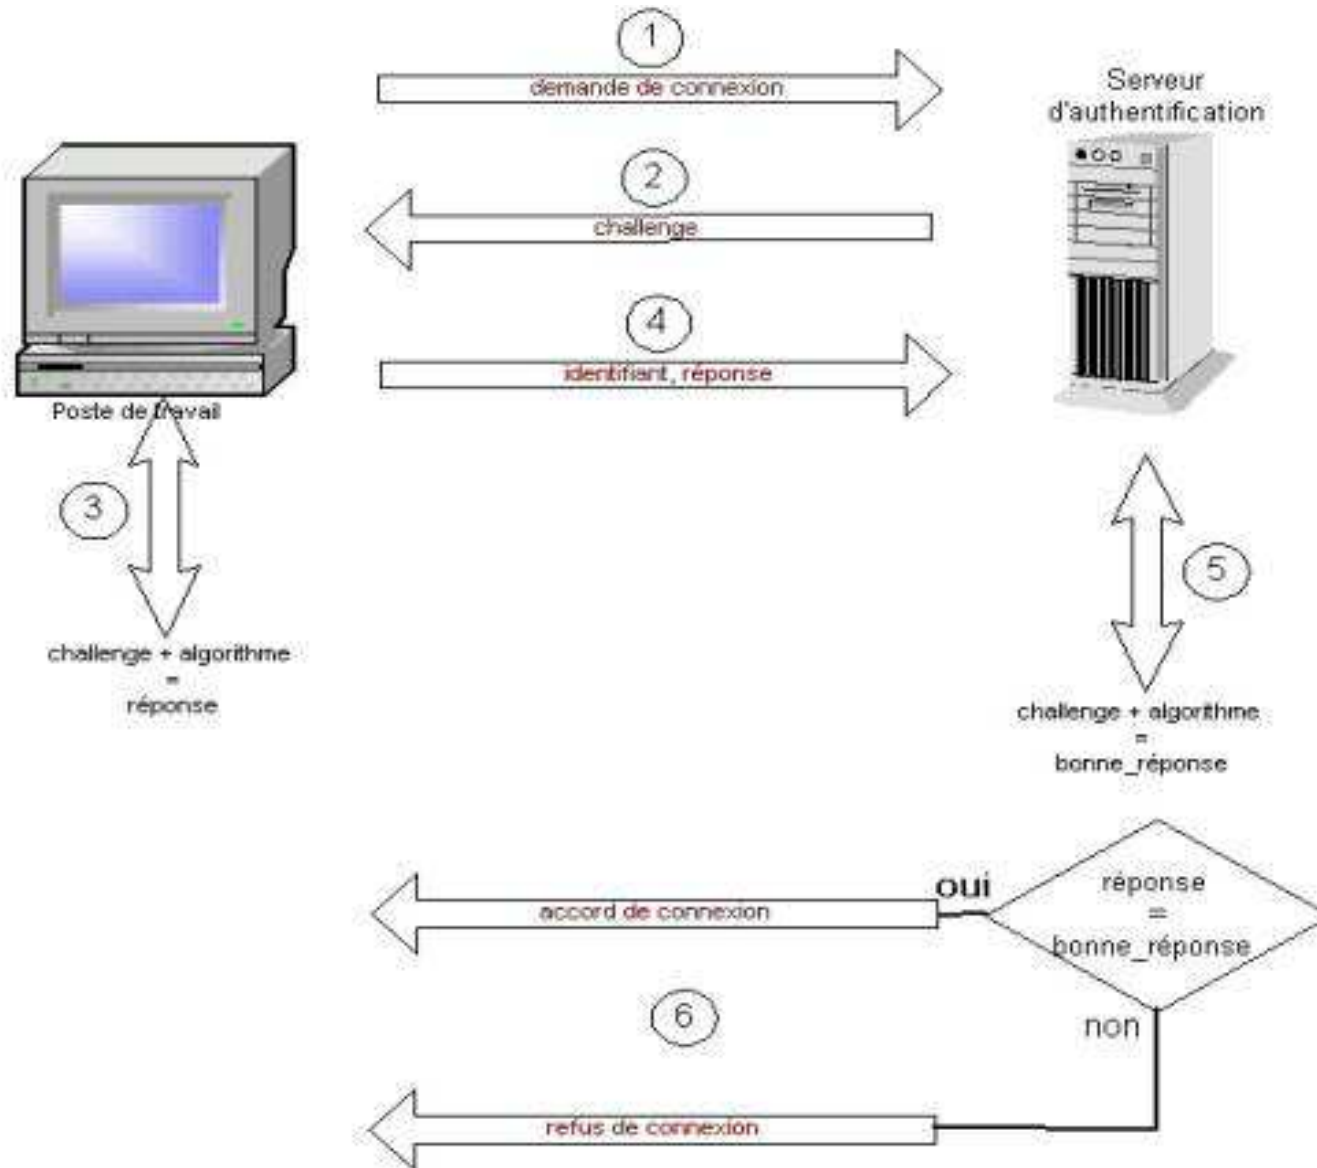 1
demande de connexion
Serveur
d'authentification
2
challenge
4
identifiant, réponse
Poste de travail
3
challenge + algorithme
=
réponse
5
challenge + algorithme
=
bonne_réponse
oui
accord de connexion
réponse
=
bonne_réponse
6
non
refus de connexion